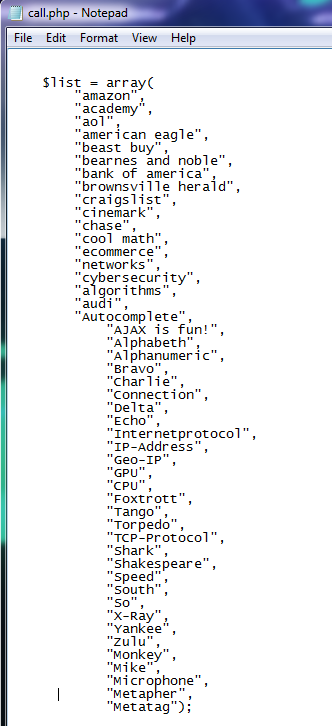 call.php - Notepad
File Edit Format View Help
$list = array(
"amazon",
"academy",
"aol",
"american eagle",
"beast buy",
"bearnes and noble",
"bank of america",
"brownsville herald",
"craigslist",
"cinemark",
"chase",
"cool math",
"ecommerce",
"networks",
"cybersecurity",
"algorithms",
"audi",
"Autocomplete",
"AJAX is fun!",
"Alphabeth",
"Alphanumeric",
"Bravo",
"Charlie",
"Connection",
"Delta",
"Echo",
"Internetprotocol",
"IP-Address",
"Geo-IP",
"GPU",
"CPU",
"Foxtrott",
"Tango",
"Torpedo",
"TCP-Protocol",
"Shark",
"Shakespeare",
"Speed",
"South",
"So",
"X-Ray",
"Yankee",
"Zulu",
"Monkey",
"Mike",
"Microphone",
"Metapher",
"Metatag");